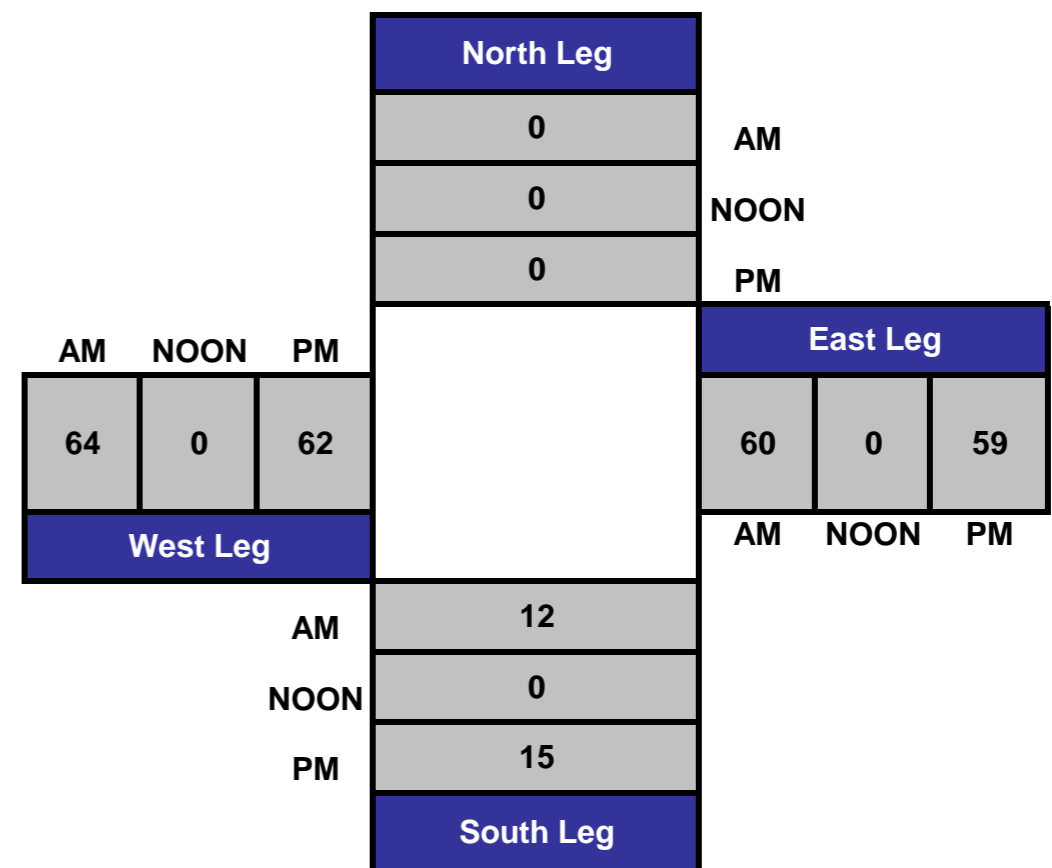 North Leg
0
AM
0
NOON
0
PM
East Leg
AM NOON PM
64 0 62
60 0 59
West Leg
AM NOON PM
12
AM
0
NOON
15
PM
South Leg